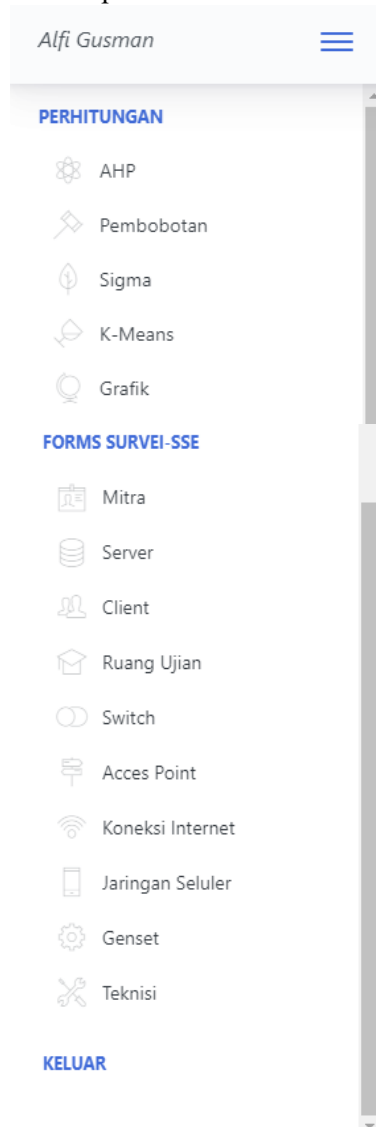 Alfi Gusman
PERHITUNGAN
AHP
Pembobotan
Sigma
K-Means
Grafik
FORMS SURVEI-SSE
Mitra
Server
Client
Ruang Ujian
Switch
Acces Point
Koneksi Internet
Jaringan Seluler
Genset
Teknisi
KELUAR